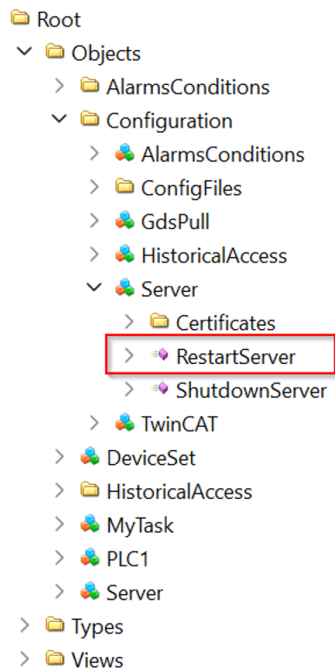 Root
Objects
AlarmsConditions
Configuration
AlarmsConditions
ConfigFiles
GdsPull
HistoricalAccess
Server
Certificates
RestartServer
ShutdownServer
TwinCAT
DeviceSet
HistoricalAccess
MyTask
PLC1
Server
Types
Views